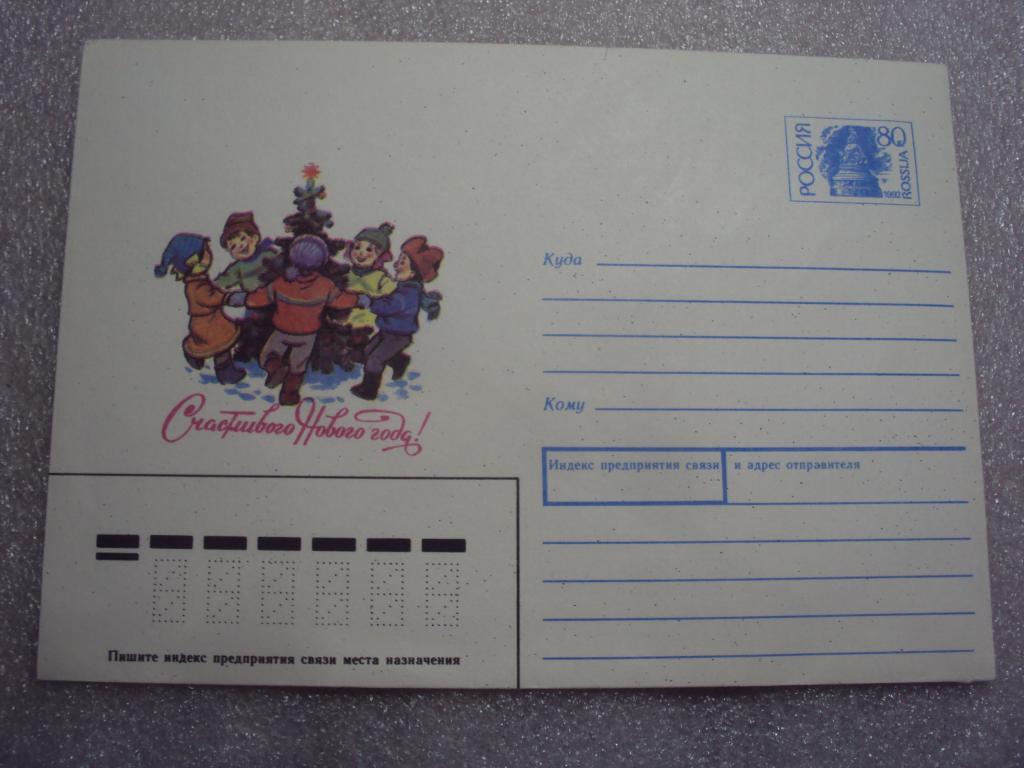 РОССИЯ
80
1992
ROSSIJA
Счастливого Нового года!
Куда
Кому
Индекс предприятия связи и адрес отправителя
Пишите индекс предприятия связи места назначения